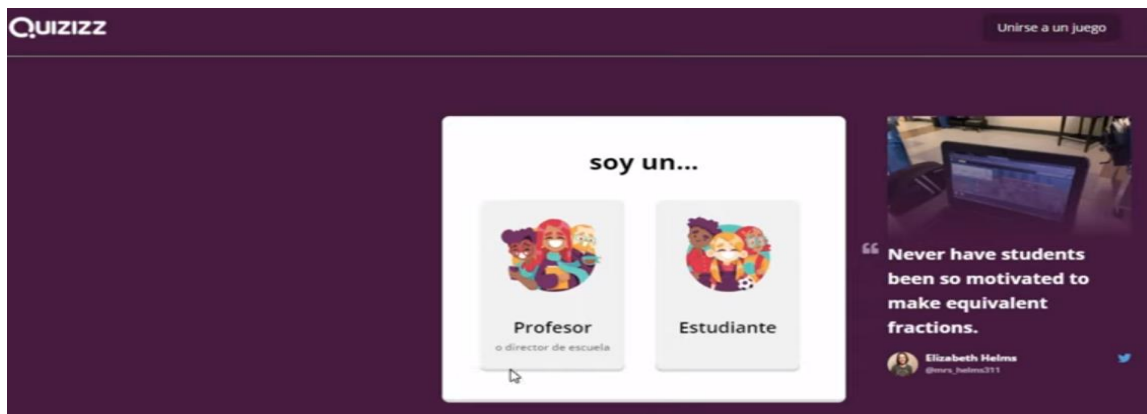 QUIZIZZ
Unirse a un juego
soy un...
Profesor
o director de escuela
Estudiante
“ Never have students
been so motivated to
make equivalent
fractions.
Elizabeth Helms
@mrs_helms311